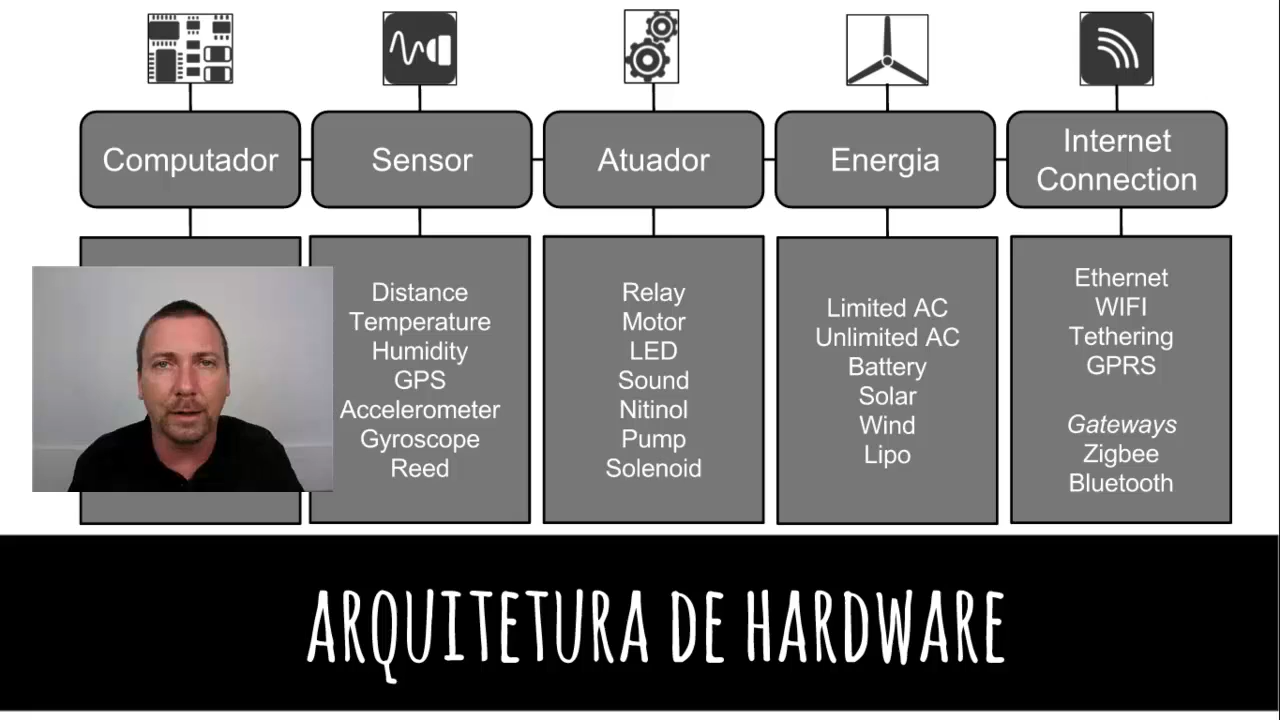 Computador
Sensor
Atuador
Energia
Internet
Connection
Distance
Temperature
Humidity
GPS
Accelerometer
Gyroscope
Reed
Relay
Motor
LED
Sound
Nitinol
Pump
Solenoid
Limited AC
Unlimited AC
Battery
Solar
Wind
Lipo
Ethernet
WIFI
Tethering
GPRS
Gateways
Zigbee
Bluetooth
ARQUITETURA DE HARDWARE